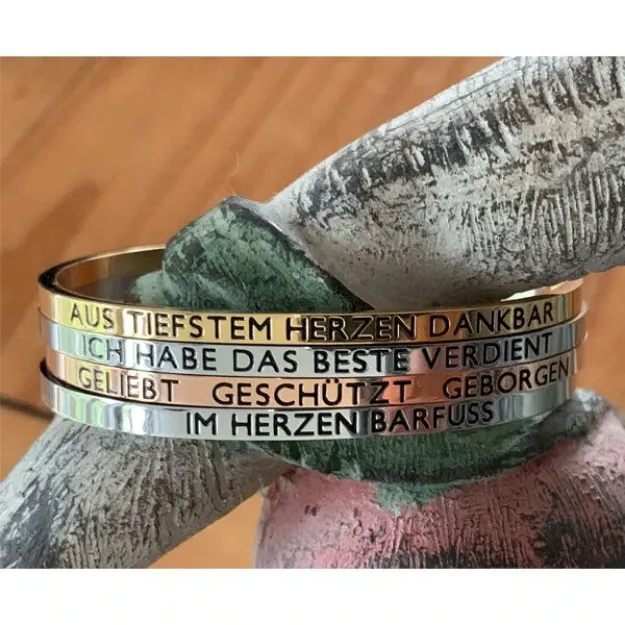 AUS TIEFSTEM HERZEN DANKBAR
ICH HABE DAS BESTE VERDIENT
GELIEBT GESCHÜTZT GEBORGEN
IM HERZEN BARFUSS